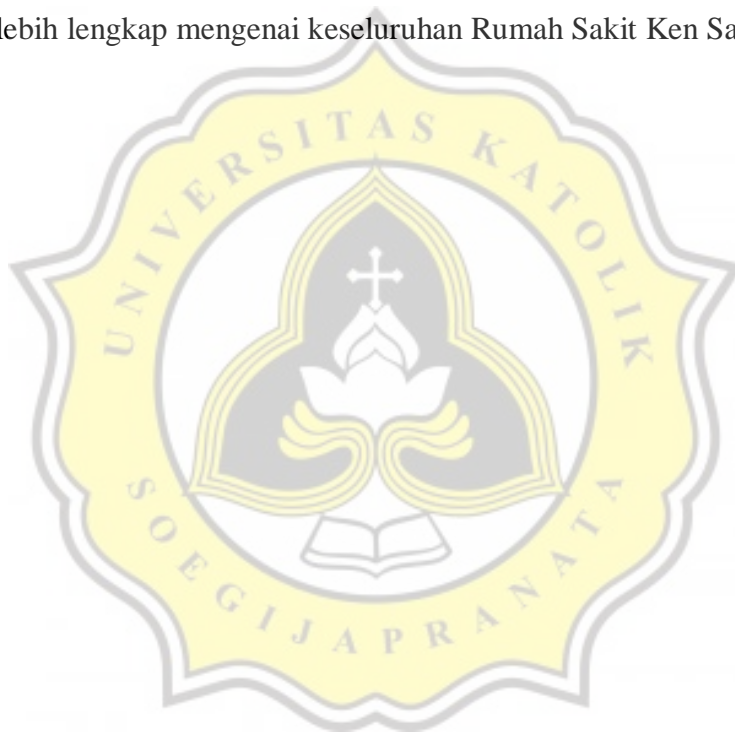 lebih lengkap mengenai keseluruhan Rumah Sakit Ken Sa
UNIVERSITAS KATOLIK
SOEGIJAPRANATA